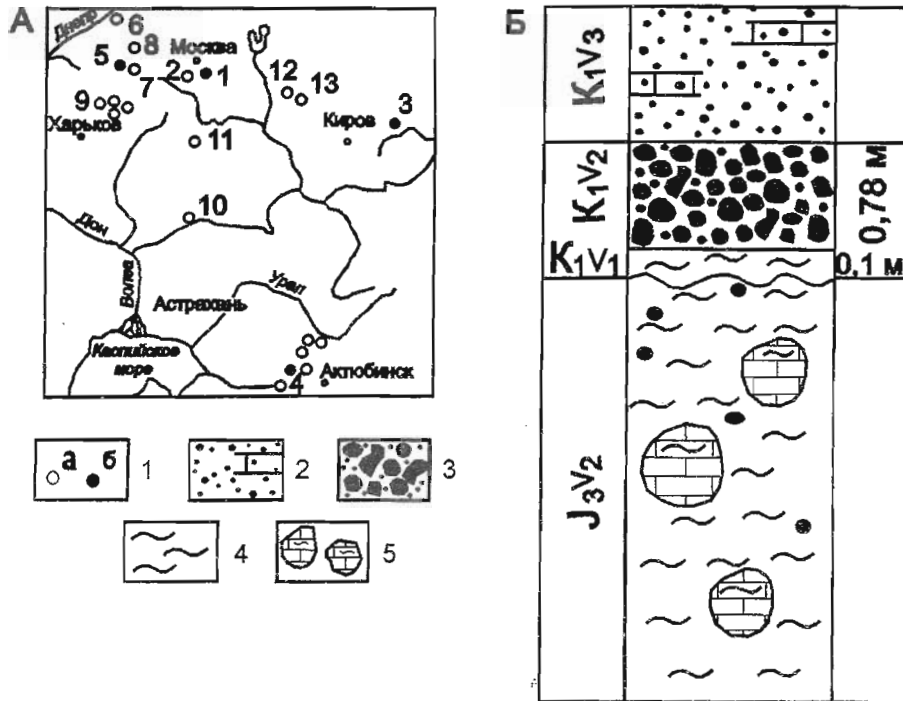 А
Днепр
6
8
Москва
5
7
2
1
12
13
3
9
Харьков
Киров
11
10
Дон
Волга
Урал
Астрахань
Каспийское
море
4
Актюбинск
а б
1
2
3
4
5
Б
K₁V₃
K₁V₂
0,78 м
K₁V₁
0,1 м
J₃V₂